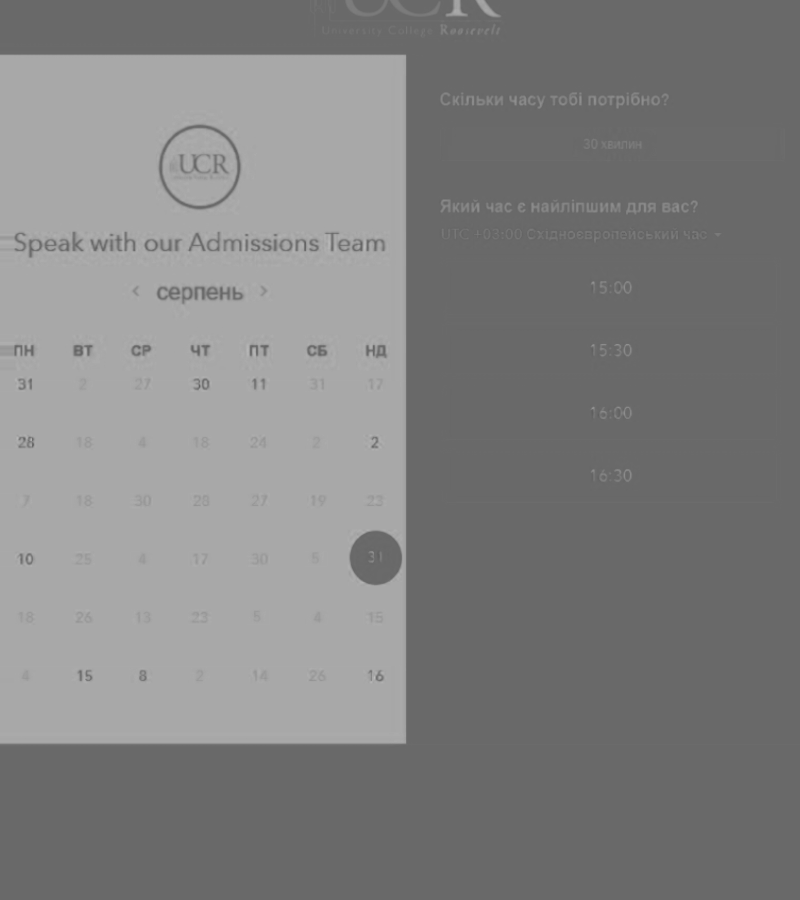 UCR
University College Roosevelt
UCR
Speak with our Admissions Team
< серпень >
ПН ВТ СР ЧТ ПТ СБ НД
31 2 27 30 11 31 17
28 18 4 18 24 2 2
7 18 30 28 27 19 23
10 25 4 17 30 5 31
18 26 13 23 5 4 15
4 15 8 2 14 26 16
Скільки часу тобі потрібно?
30 хвилин
Який час є найліпшим для вас?
UTC +03:00 Східноєвропейський час
15:00
15:30
16:00
16:30